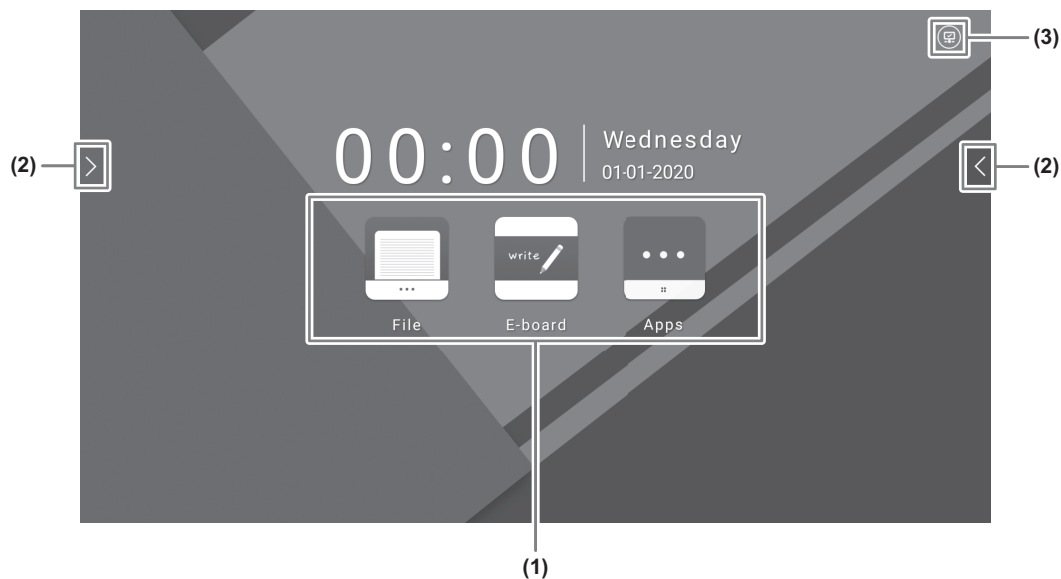 (3)
00:00
Wednesday
01-01-2020
(2)
(2)
write
File E-board Apps
(1)